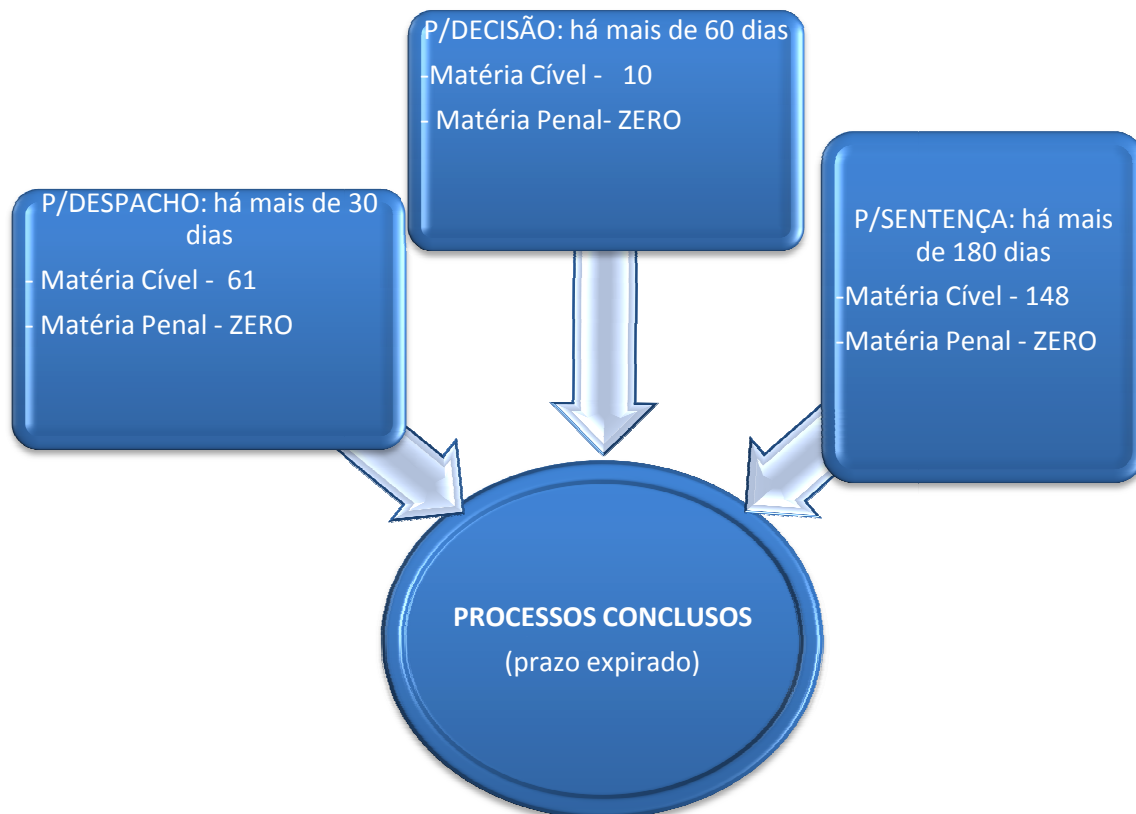 P/DECISÃO: há mais de 60 dias
-Matéria Cível - 10
- Matéria Penal- ZERO
P/DESPACHO: há mais de 30
dias
- Matéria Cível - 61
- Matéria Penal - ZERO
P/SENTENÇA: há mais
de 180 dias
-Matéria Cível - 148
-Matéria Penal - ZERO
PROCESSOS CONCLUSOS
(prazo expirado)